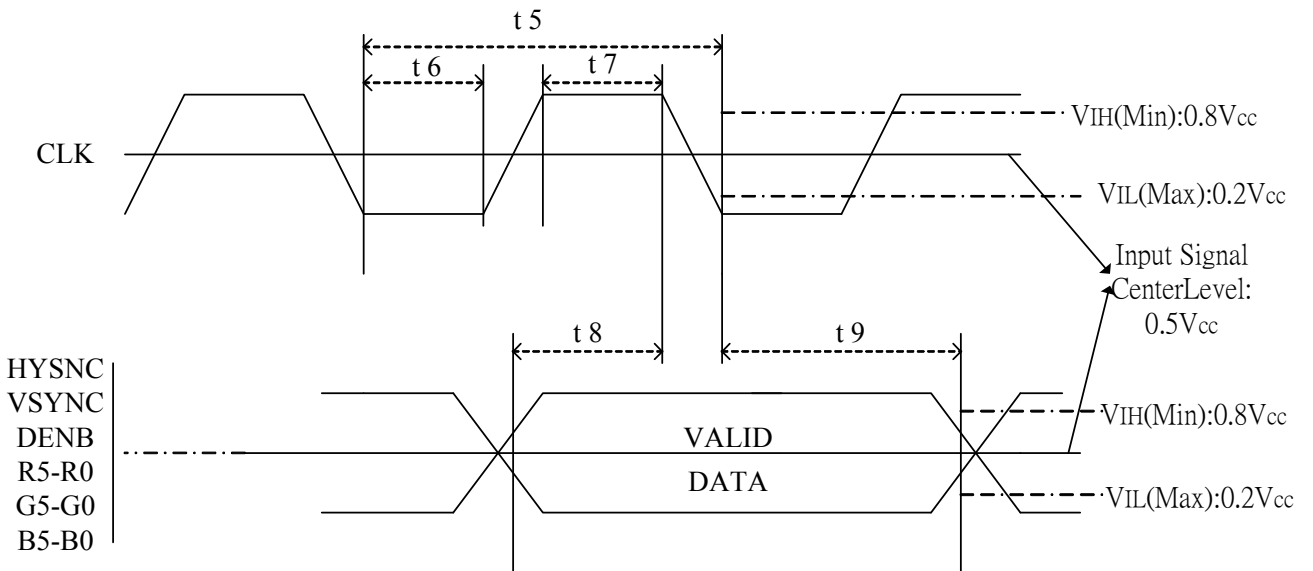 t 5
t 6
t 7
VIH(Min):0.8Vcc
CLK
VIL(Max):0.2Vcc
Input Signal
CenterLevel:
0.5Vcc
t 8
t 9
HYSNC
VSYNC
DENB
R5-R0
G5-G0
B5-B0
VALID
DATA
VIH(Min):0.8Vcc
VIL(Max):0.2Vcc